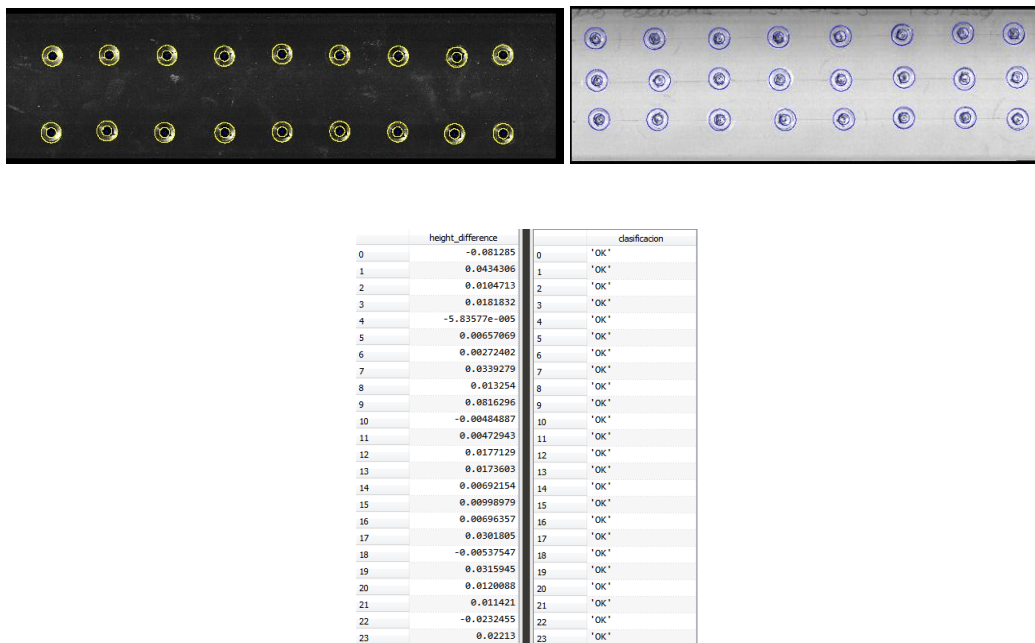 height_difference clasificacion
0 -0.081285 0 'OK'
1 0.0434306 1 'OK'
2 0.0104713 2 'OK'
3 0.0181832 3 'OK'
4 -5.83577e-005 4 'OK'
5 0.00657069 5 'OK'
6 0.00272402 6 'OK'
7 0.0339279 7 'OK'
8 0.013254 8 'OK'
9 0.0816296 9 'OK'
10 -0.00484887 10 'OK'
11 0.00472943 11 'OK'
12 0.0177129 12 'OK'
13 0.0173603 13 'OK'
14 0.00692154 14 'OK'
15 0.00998979 15 'OK'
16 0.00696357 16 'OK'
17 0.0301805 17 'OK'
18 -0.00537547 18 'OK'
19 0.0315945 19 'OK'
20 0.0120088 20 'OK'
21 0.011421 21 'OK'
22 -0.0232455 22 'OK'
23 0.02213 23 'OK'